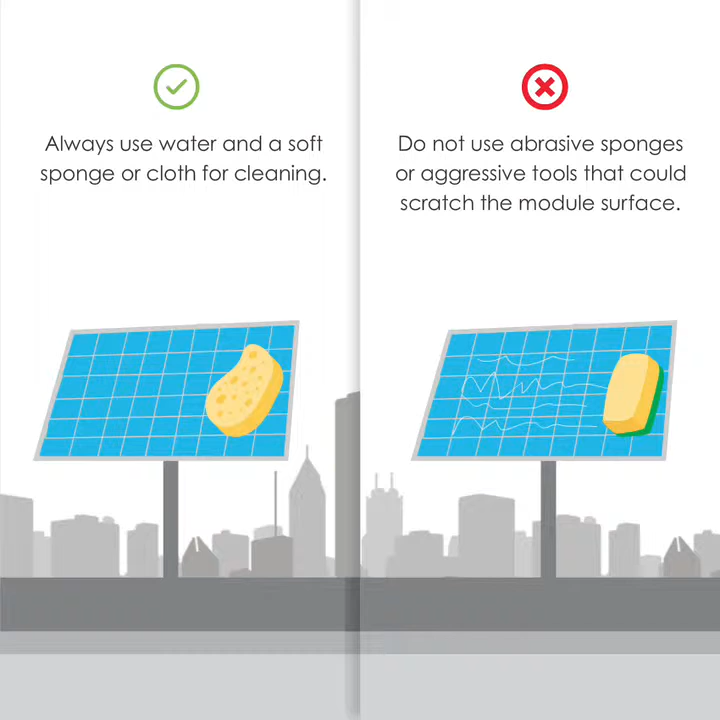 Always use water and a soft
sponge or cloth for cleaning.
Do not use abrasive sponges
or aggressive tools that could
scratch the module surface.